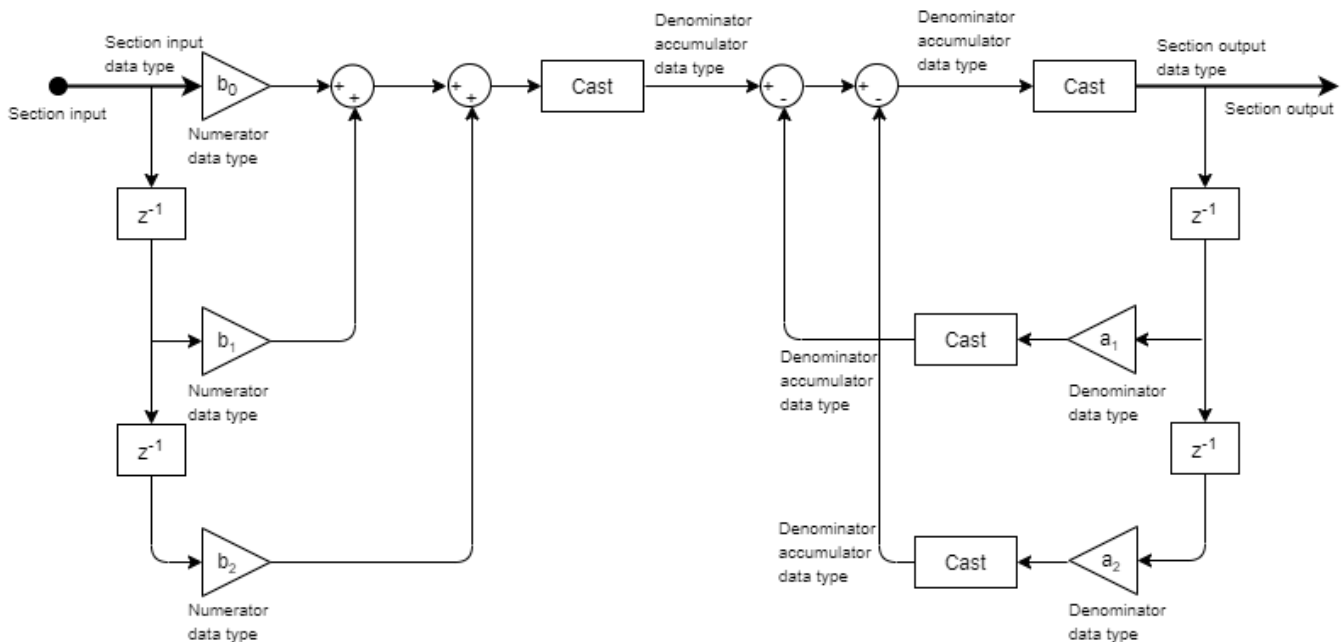 Denominator
accumulator
data type
Denominator
accumulator
data type
Section input
data type
Section output
data type
Section input
b0
+
+
+
+
Cast
+
-
+
-
Cast
Section output
Numerator
data type
z-1
z-1
b1
Cast
a1
Numerator
data type
Denominator
accumulator
data type
Denominator
data type
z-1
z-1
b2
Denominator
accumulator
data type
Cast
a2
Numerator
data type
Denominator
data type